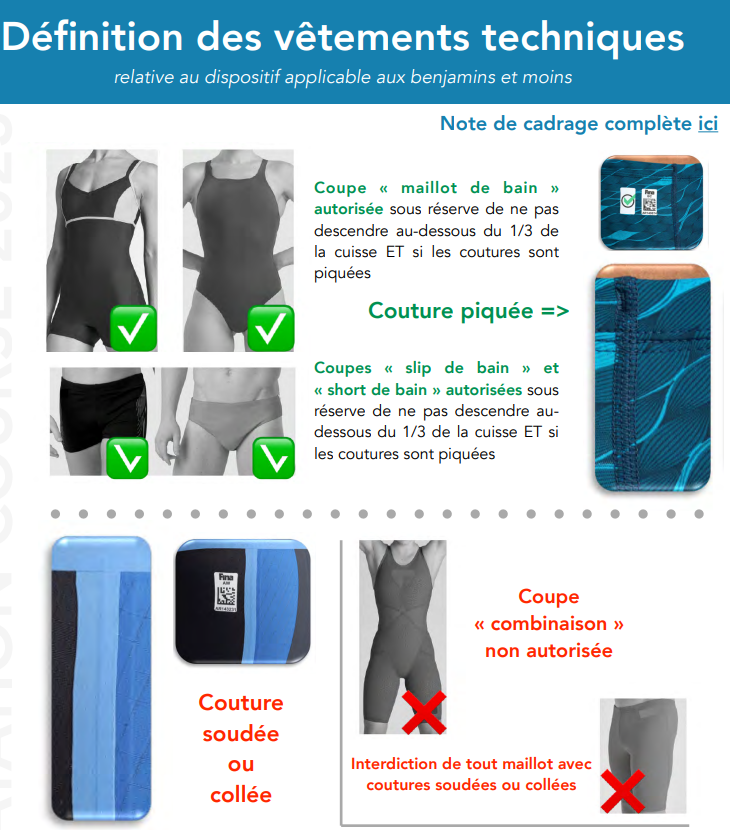 Définition des vêtements techniques
relative au dispositif applicable aux benjamins et moins
Note de cadrage complète ici
Coupe « maillot de bain »
autorisée sous réserve de ne pas
descendre au-dessous du 1/3 de
la cuisse ET si les coutures sont
piquées
Couture piquée =>
Coupes « slip de bain » et
« short de bain » autorisées sous
réserve de ne pas descendre au-
dessous du 1/3 de la cuisse ET si
les coutures sont piquées
fina
Couture
soudée
ou
collée
Coupe
« combinaison »
non autorisée
Interdiction de tout maillot avec
coutures soudées ou collées